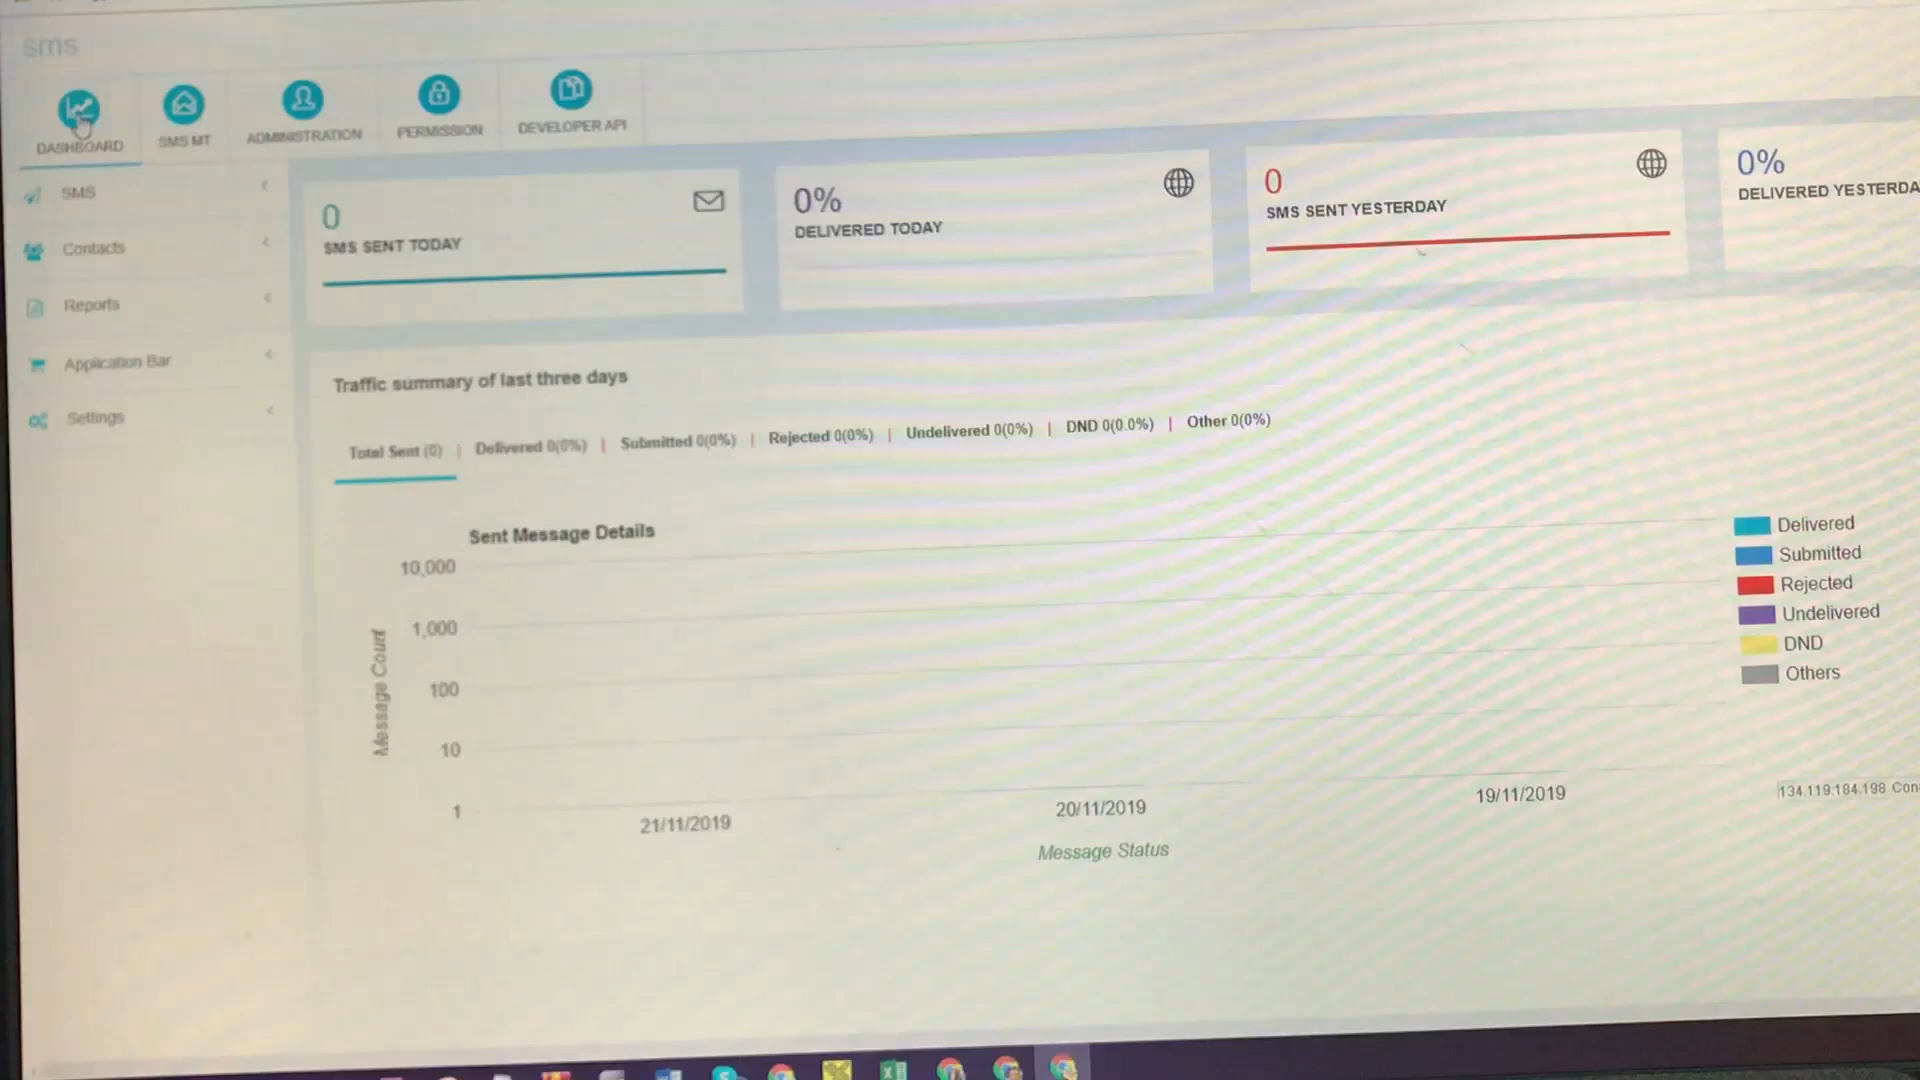 sms
DASHBOARD
SMS MT
ADMINISTRATION
PERMISSION
DEVELOPER API
SMS
Contacts
Reports
Application Bar
Settings
0
SMS SENT TODAY
0%
DELIVERED TODAY
0
SMS SENT YESTERDAY
0%
DELIVERED YESTERDA
Traffic summary of last three days
Total Sent (0) | Delivered 0(0%) | Submitted 0(0%) | Rejected 0(0%) | Undelivered 0(0%) | DND 0(0.0%) | Other 0(0%)
Sent Message Details
10,000
1,000
100
10
1
Message Count
21/11/2019
20/11/2019
19/11/2019
Message Status
Delivered
Submitted
Rejected
Undelivered
DND
Others
134.119.184.198 Con